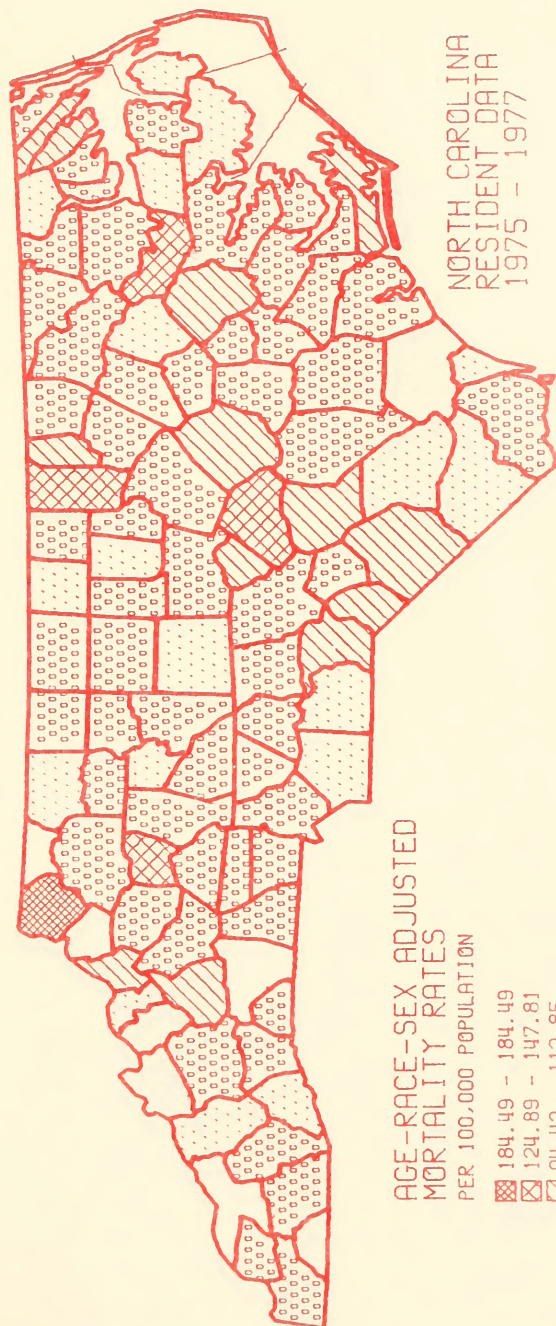 NORTH CAROLINA
RESIDENT DATA
1975 - 1977
AGE-RACE-SEX ADJUSTED
MORTALITY RATES
PER 100,000 POPULATION
184.49 - 184.49
124.89 - 147.81